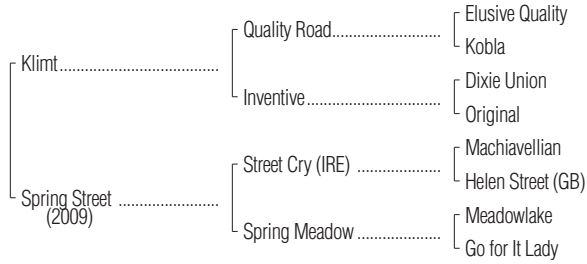 Elusive Quality
Quality Road
Kobla
Klimt
Dixie Union
Inventive
Original
Machiavellian
Street Cry (IRE)
Helen Street (GB)
Spring Street
(2009)
Meadowlake
Spring Meadow
Go for It Lady